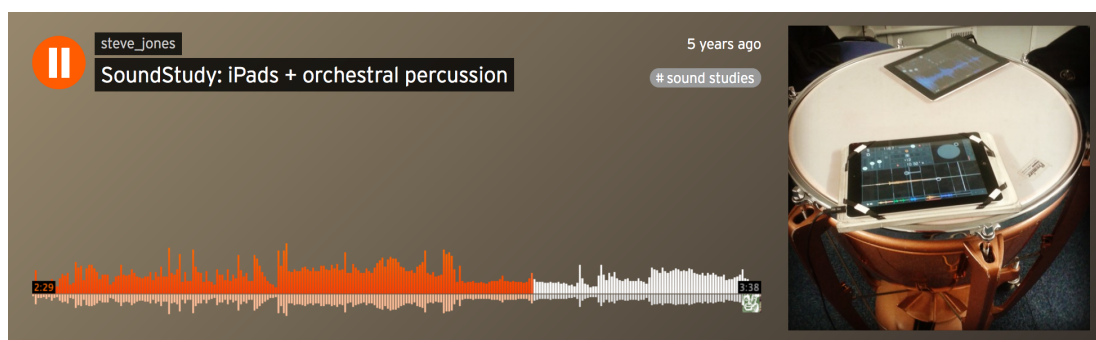 steve_jones
5 years ago
SoundStudy: iPads + orchestral percussion
# sound studies
2:29
3:38